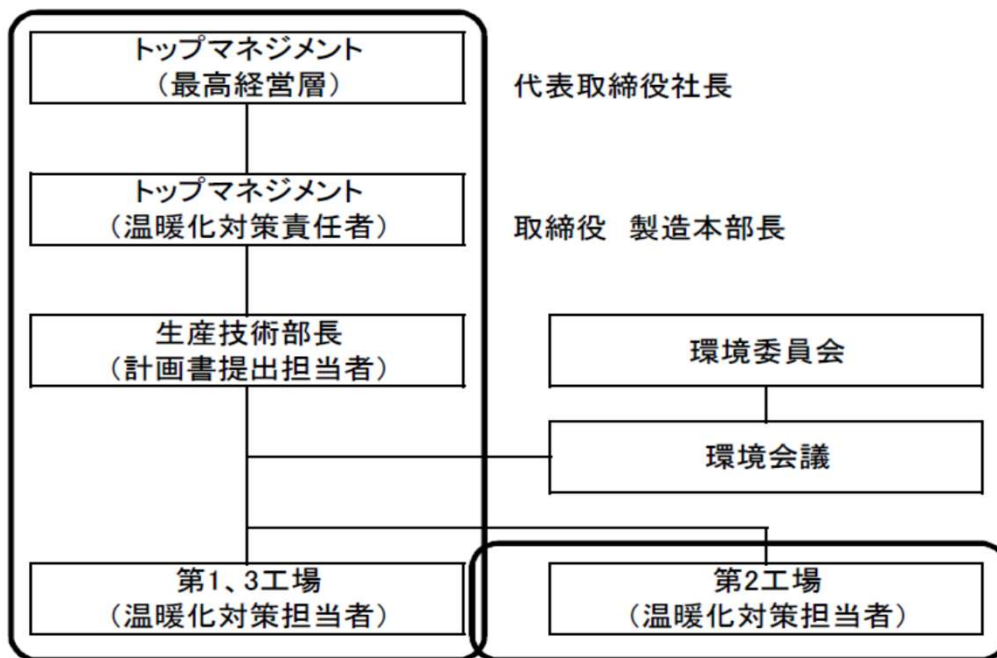 トップマネジメント
（最高経営層）
代表取締役社長
トップマネジメント
（温暖化対策責任者）
取締役　製造本部長
生産技術部長
（計画書提出担当者）
環境委員会
環境会議
第1、3工場
（温暖化対策担当者）
第2工場
（温暖化対策担当者）